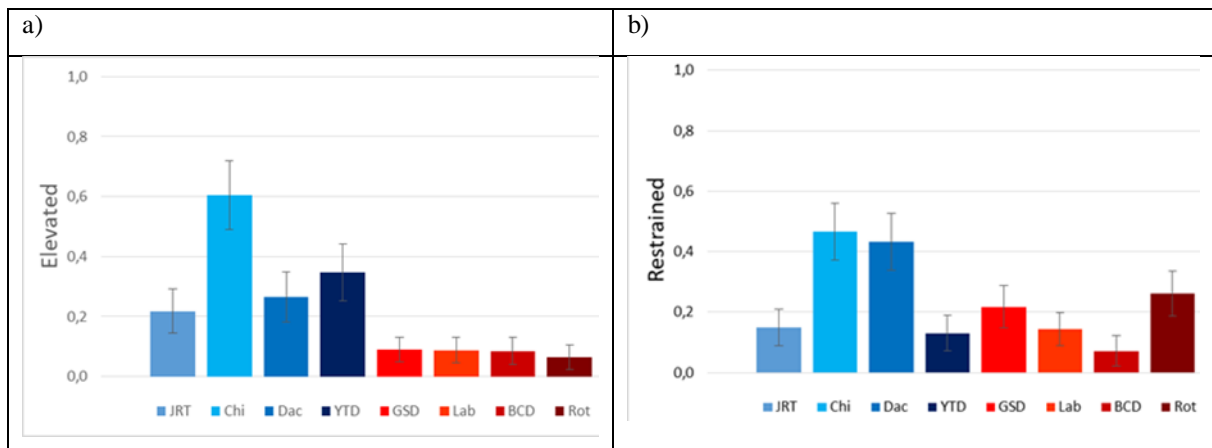 a)
b)
1,0
0,8
0,6
0,4
0,2
0,0
Elevated
JRT Chi Dac YTD GSD Lab BCD Rot
1,0
0,8
0,6
0,4
0,2
0,0
Restrained
JRT Chi Dac YTD GSD Lab BCD Rot